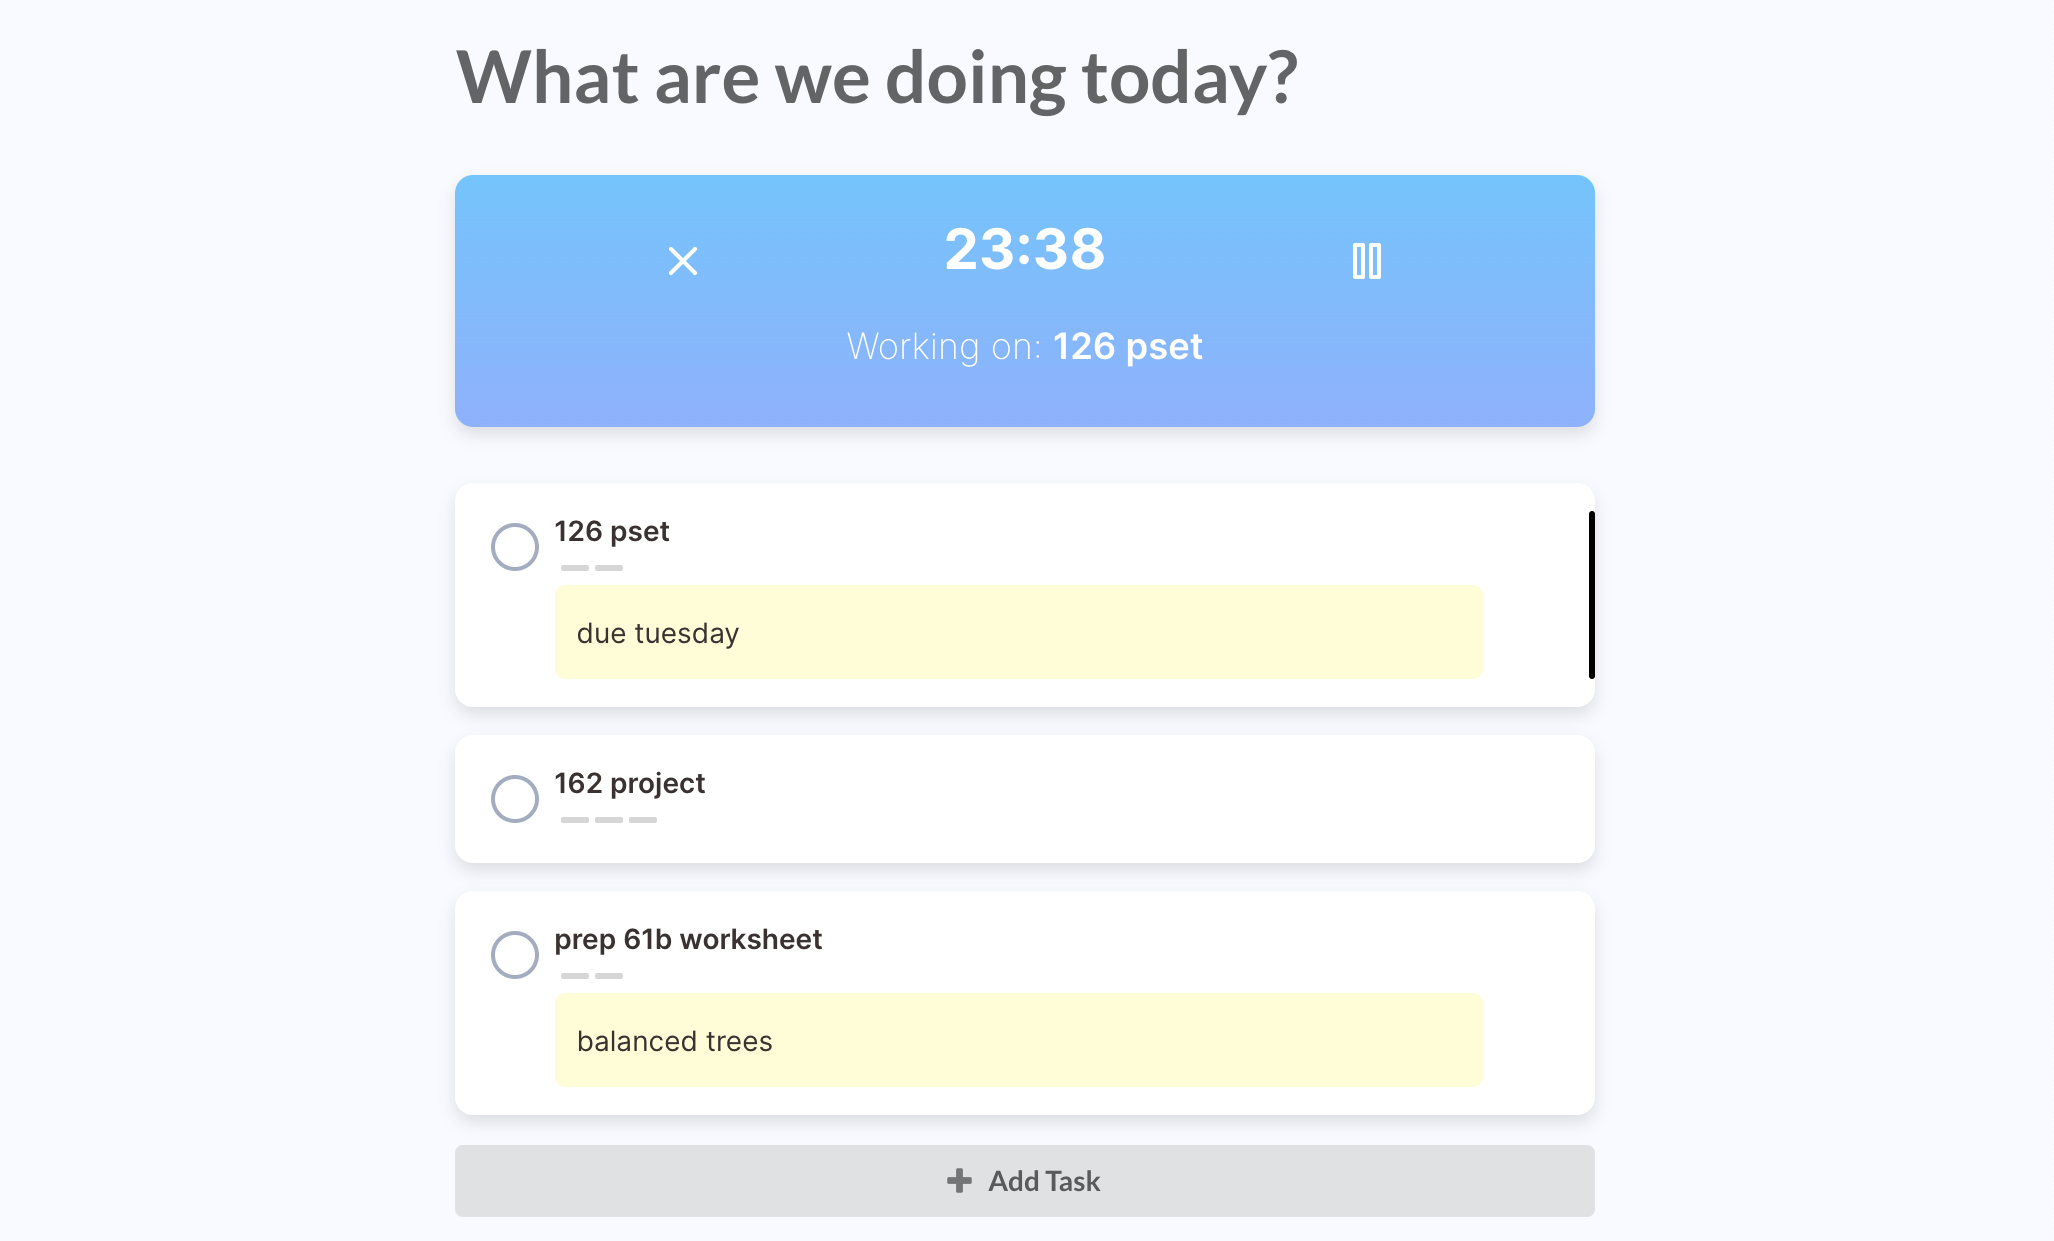 What are we doing today?
23:38
Working on: 126 pset
126 pset
due tuesday
162 project
prep 61b worksheet
balanced trees
Add Task